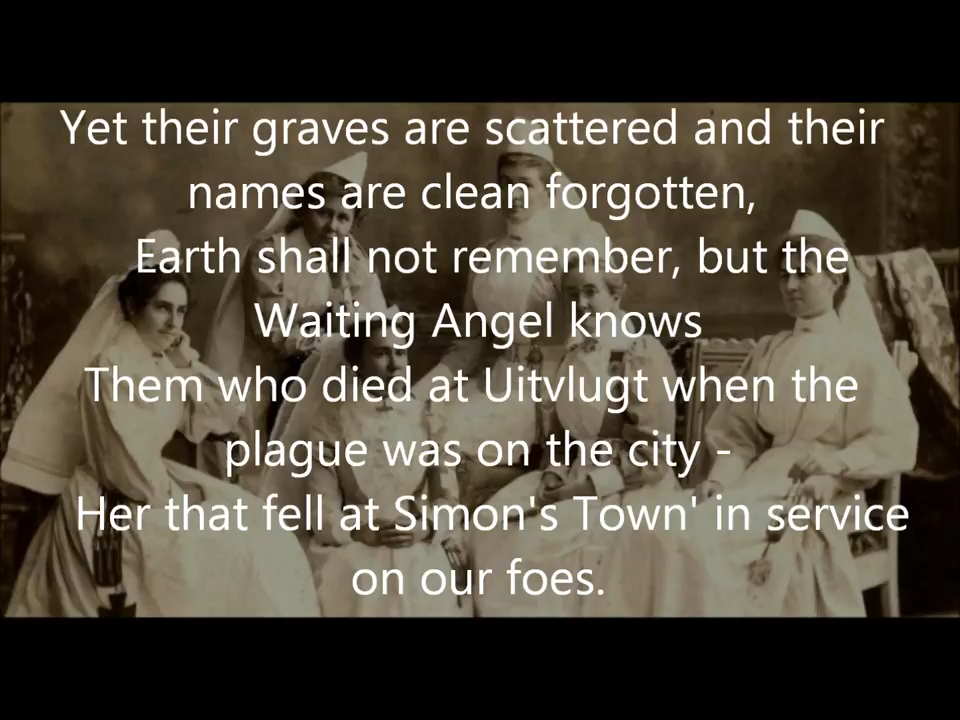 Yet their graves are scattered and their
names are clean forgotten,
Earth shall not remember, but the
Waiting Angel knows
Them who died at Uitvlugt when the
plague was on the city -
Her that fell at Simon's Town' in service
on our foes.